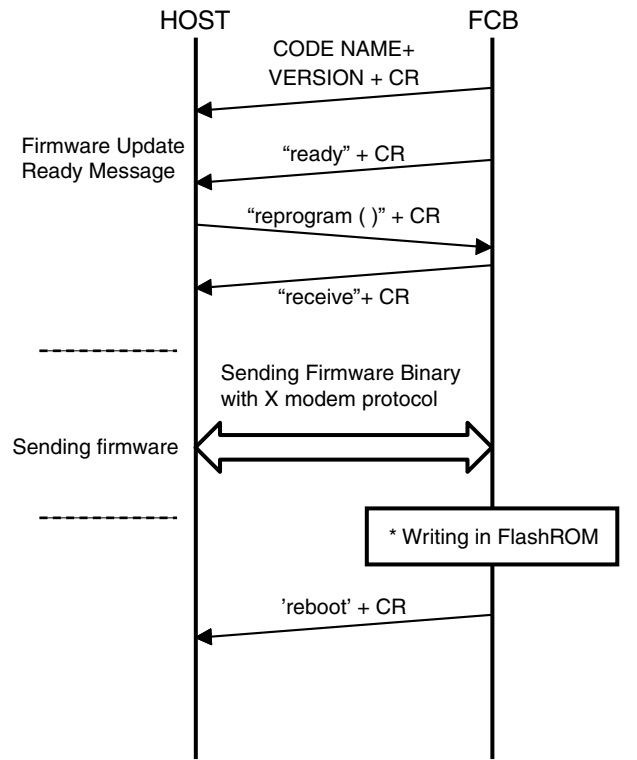 HOST
FCB
CODE NAME+
VERSION + CR
Firmware Update
Ready Message
“ready” + CR
“reprogram ( )” + CR
“receive”+ CR
Sending Firmware Binary
with X modem protocol
Sending firmware
* Writing in FlashROM
’reboot’ + CR